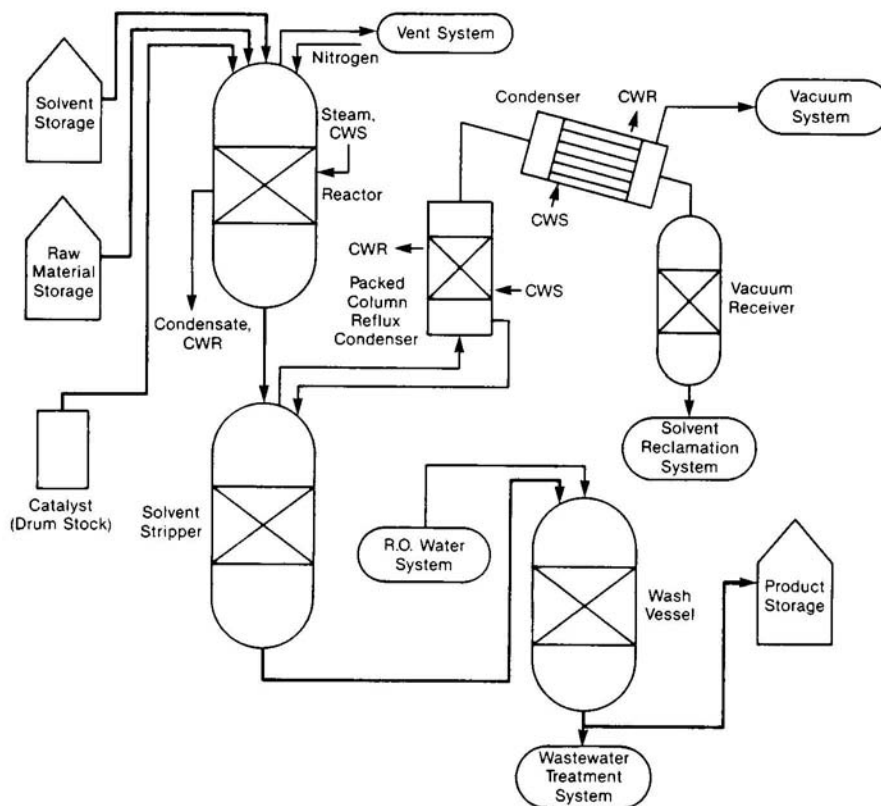 Vent System
Nitrogen
Solvent
Storage
Steam,
CWS
Reactor
Condenser
CWR
Vacuum
System
CWS
Raw
Material
Storage
Condensate,
CWR
CWR
CWS
Packed
Column
Reflux
Condenser
Vacuum
Receiver
Solvent
Reclamation
System
Catalyst
(Drum Stock)
Solvent
Stripper
R.O. Water
System
Wash
Vessel
Product
Storage
Wastewater
Treatment
System